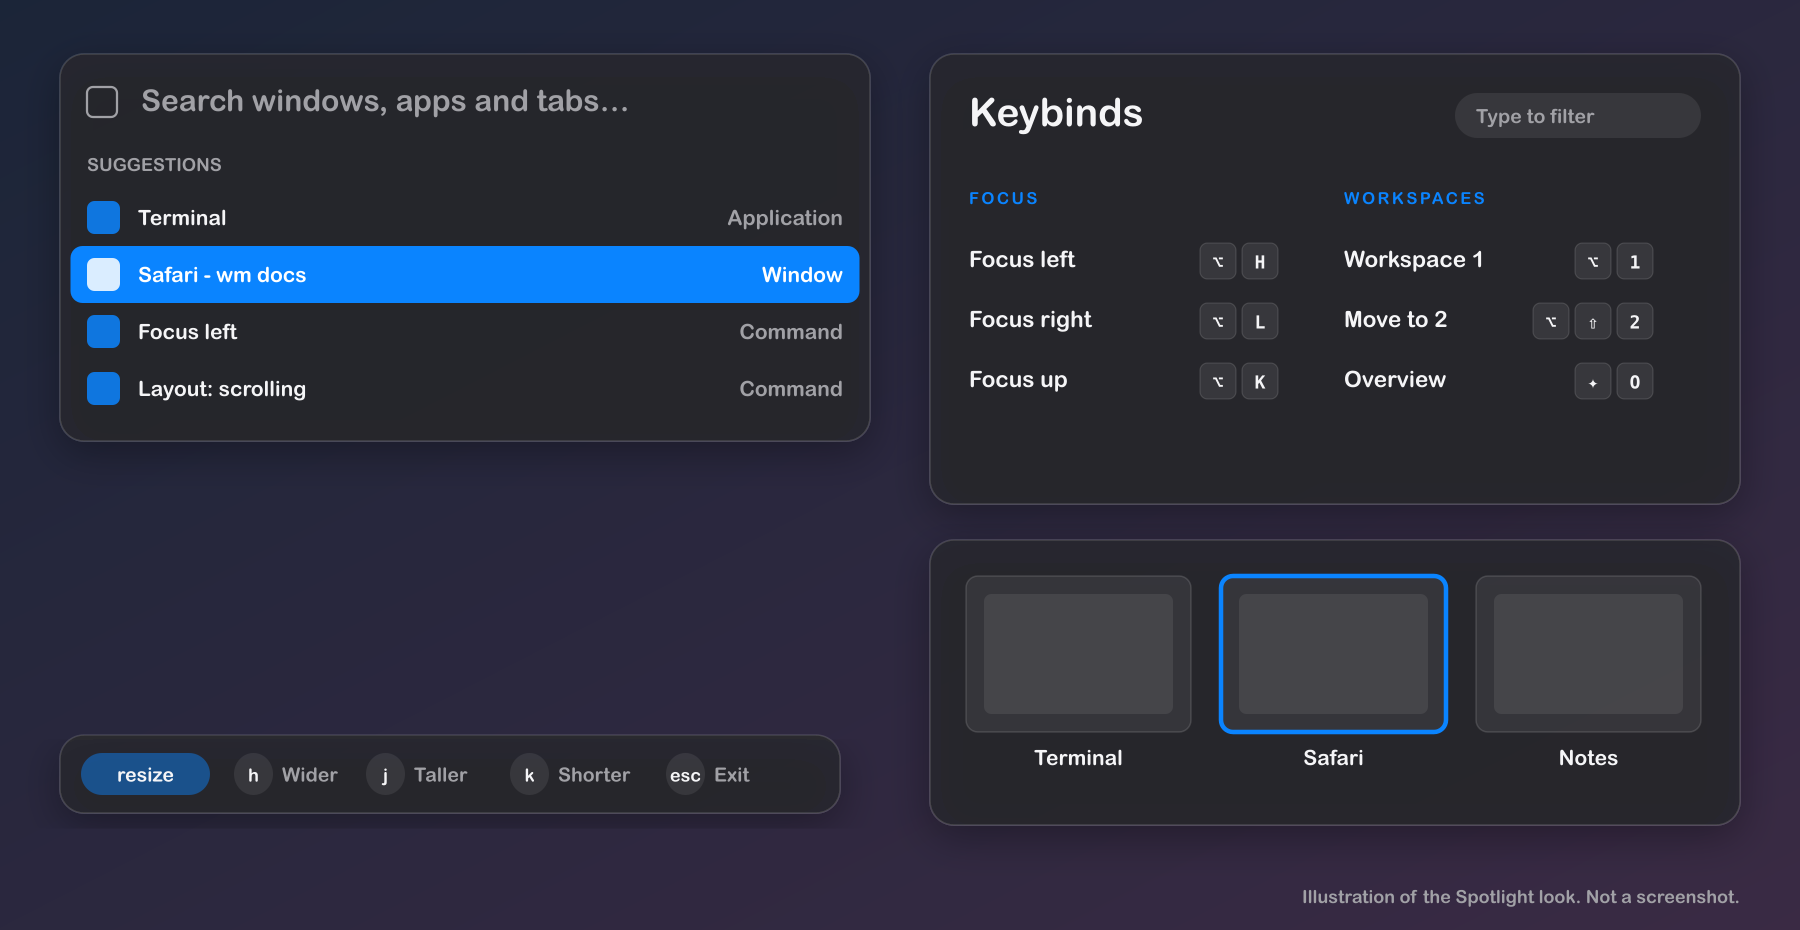 Search windows, apps and tabs...
SUGGESTIONS
Terminal Application
Safari - wm docs Window
Focus left Command
Layout: scrolling Command
Keybinds Type to filter
FOCUS WORKSPACES
Focus left ⌥ H Workspace 1 ⌥ 1
Focus right ⌥ L Move to 2 ⌥ ⇧ 2
Focus up ⌥ K Overview ✦ O
Terminal Safari Notes
resize h Wider j Taller k Shorter esc Exit
Illustration of the Spotlight look. Not a screenshot.